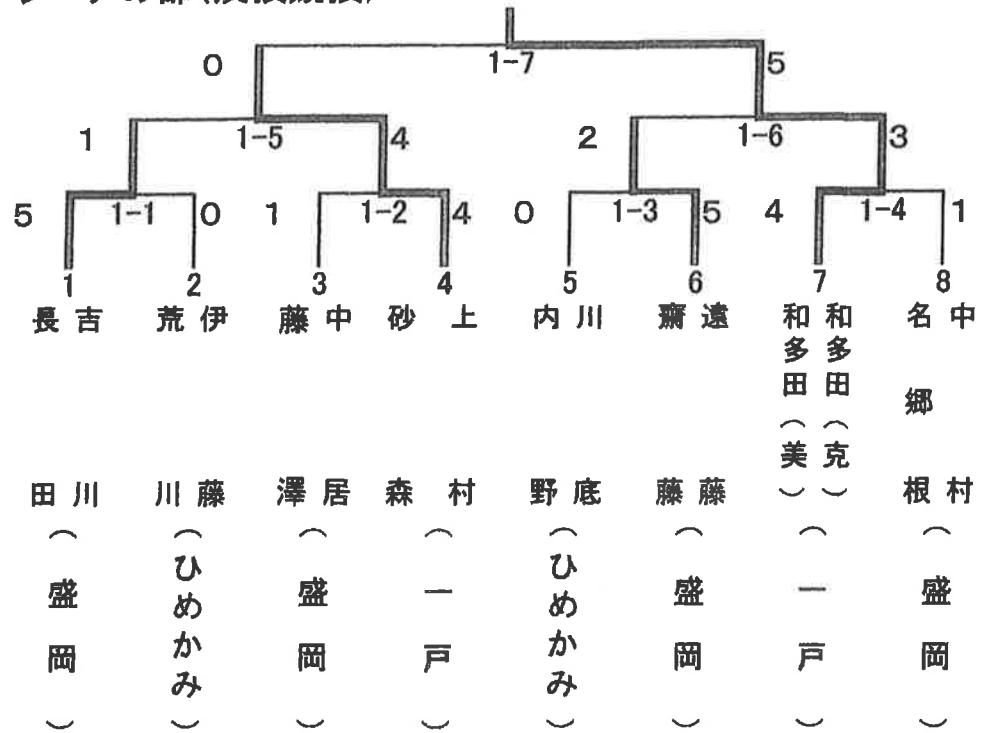 0 1-7 5
1 1-5 4 2 1-6 3
5 1-1 0 1 1-2 4 0 1-3 5 4 1-4 1
1 2 3 4 5 6 7 8
長田
吉川
(盛岡)
荒川
伊藤
(ひめかみ)
藤澤
中居
(盛岡)
砂森
上村
(一戸)
内野
川底
(ひめかみ)
齋藤
遠藤
(盛岡)
和多田(美)
和多田(克)
(一戸)
名郷根
中村
(盛岡)